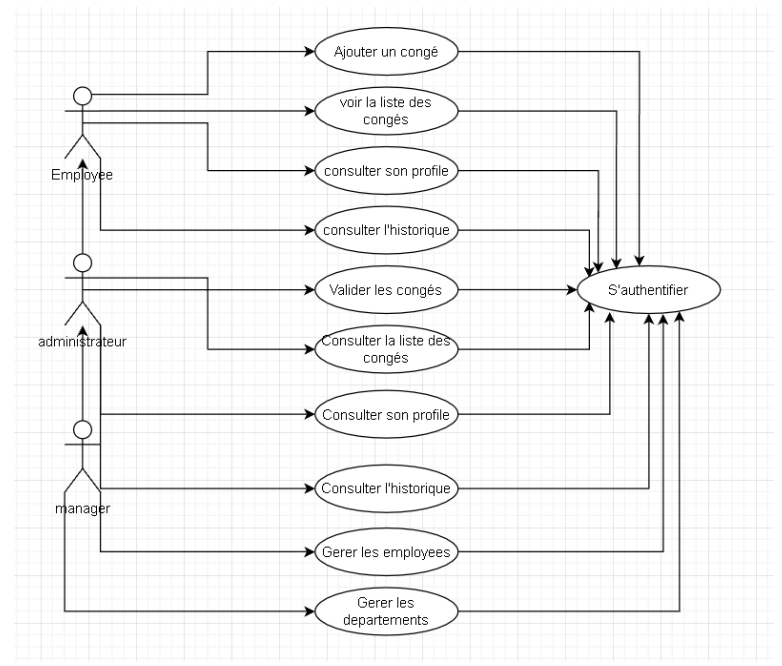 Ajouter un congé
voir la liste des
congés
consulter son profile
Employee
consulter l'historique
Valider les congés
S'authentifier
administrateur
Consulter la liste des
congés
Consulter son profile
Consulter l'historique
manager
Gerer les employees
Gerer les
departements